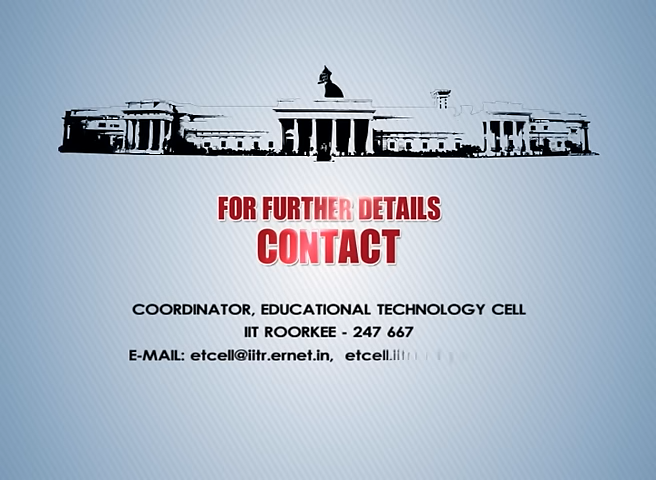 FOR FURTHER DETAILS
CONTACT
COORDINATOR, EDUCATIONAL TECHNOLOGY CELL
IIT ROORKEE - 247 667
E-MAIL: etcell@iitr.ernet.in,